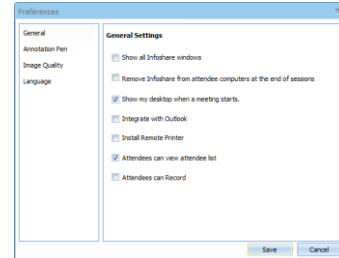 Preferences
General
Annotation Pen
Image Quality
Language
General Settings
Show all Infoshare windows
Remove Infoshare from attendee computers at the end of sessions
Show my desktop when a meeting starts.
Integrate with Outlook
Install Remote Printer
Attendees can view attendee list
Attendees can Record
Save
Cancel